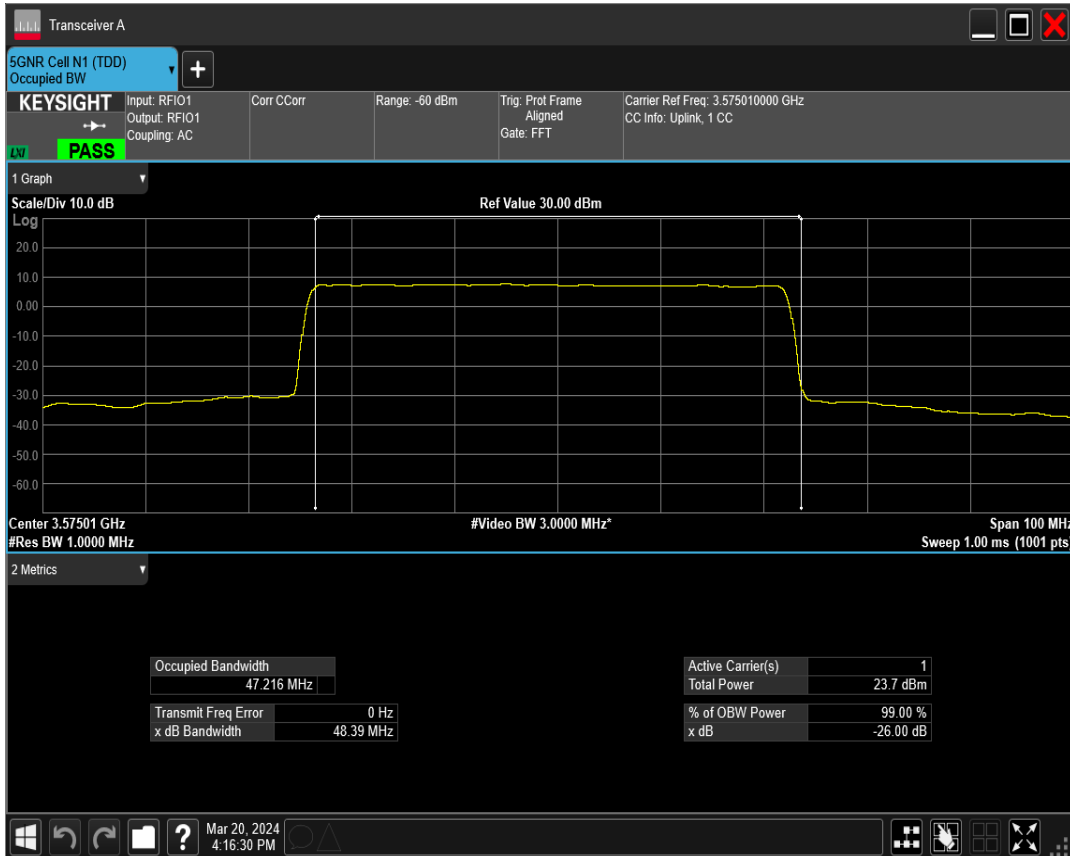 Transceiver A
5GNR Cell N1 (TDD)
Occupied BW
KEYSIGHT
LXI
PASS
Input: RFIO1
Output: RFIO1
Coupling: AC
Corr CCorr
Range: -60 dBm
Trig: Prot Frame
Aligned
Gate: FFT
Carrier Ref Freq: 3.575010000 GHz
CC Info: Uplink, 1 CC
1 Graph
Scale/Div 10.0 dB
Ref Value 30.00 dBm
Log
20.0
10.0
0.00
-10.0
-20.0
-30.0
-40.0
-50.0
-60.0
Center 3.57501 GHz
#Video BW 3.0000 MHz*
Span 100 MHz
#Res BW 1.0000 MHz
Sweep 1.00 ms (1001 pts)
2 Metrics
Occupied Bandwidth
47.216 MHz
Transmit Freq Error 0 Hz
x dB Bandwidth 48.39 MHz
Active Carrier(s) 1
Total Power 23.7 dBm
% of OBW Power 99.00 %
x dB -26.00 dB
?
Mar 20, 2024
4:16:30 PM